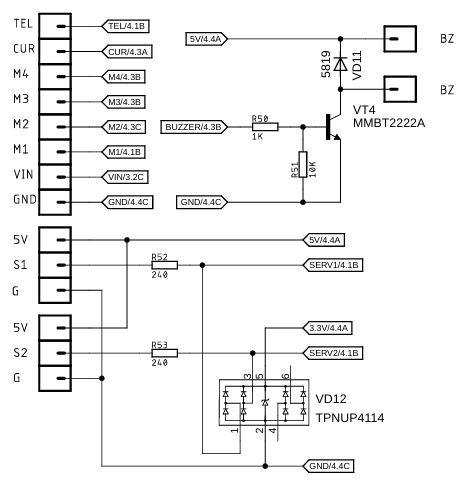 TEL
TEL/4.1B
CUR
CUR/4.3A
M4
M4/4.3B
M3
M3/4.3B
M2
M2/4.3C
M1
M1/4.1B
VIN
VIN/3.2C
GND
GND/4.4C
5V/4.4A
BZ
5819
VD11
BZ
VT4
MMBT2222A
BUZZER/4.3B
R50
1K
R51
10K
GND/4.4C
5V
5V/4.4A
S1
R52
240
SERV1/4.1B
G
5V
3.3V/4.4A
S2
R53
240
SERV2/4.1B
G
3
5
6
VD12
TPNUP4114
1
2
4
GND/4.4C